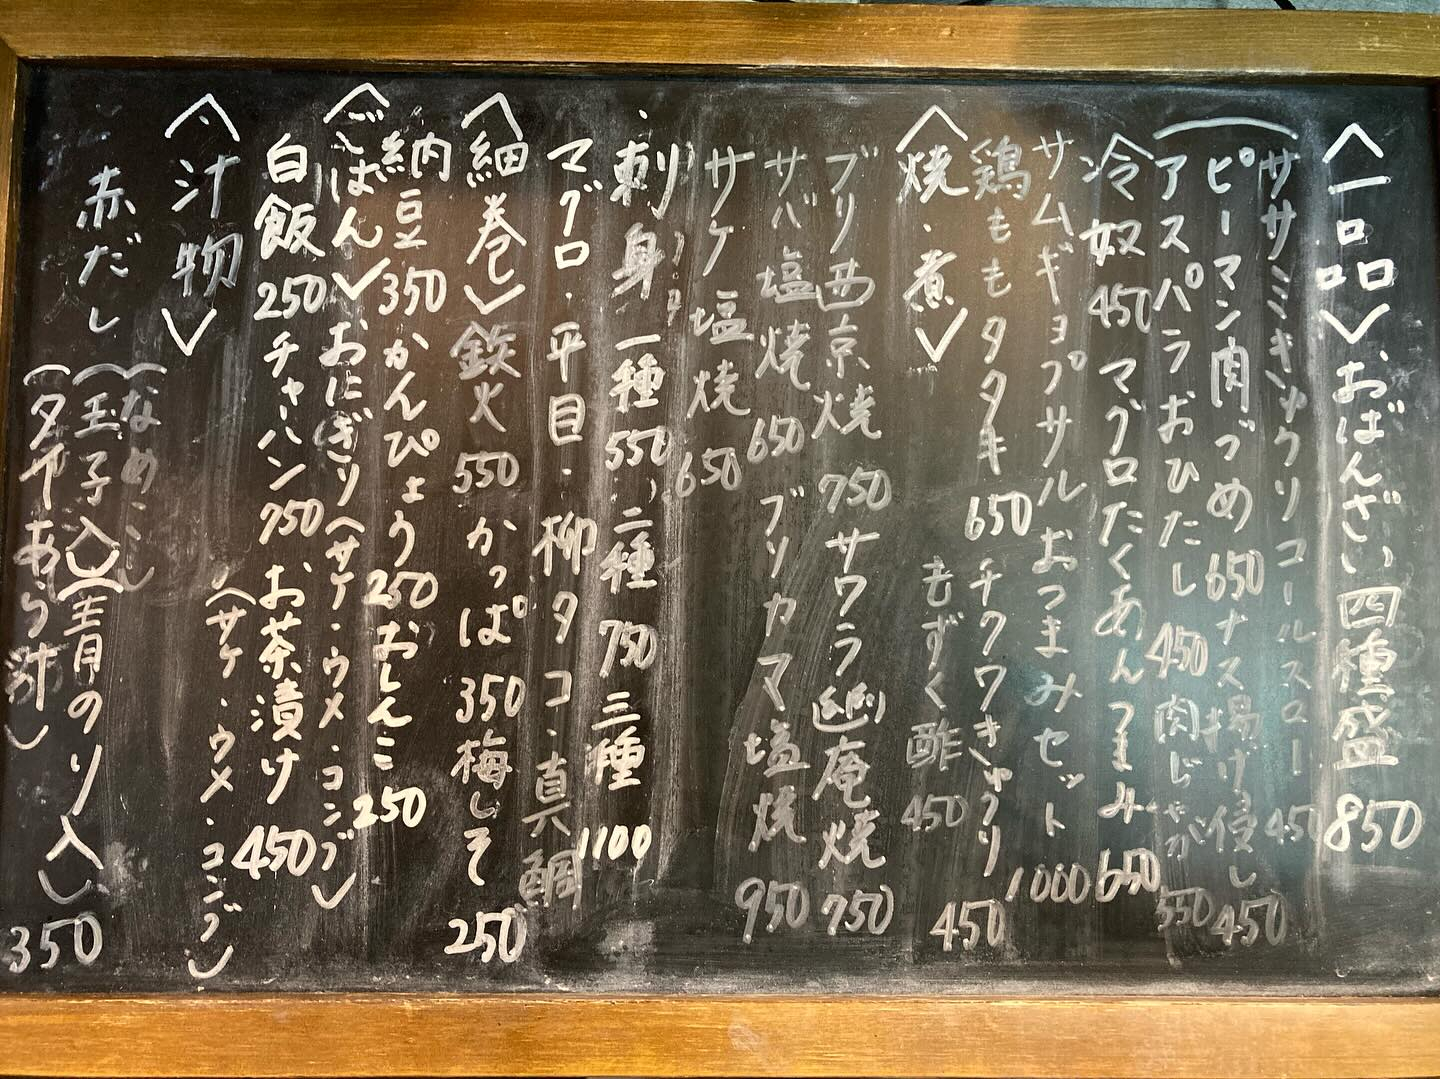 〈一品〉おばんざい四種盛 850
ササミキャクリコールスロー 450
ピーマン肉づめ 650 ナス揚げ浸し 450
アスパラおひたし 450 肉じゃが 550
冷奴 450 マグロたくあんつまみ 650
サムギョプサルおつまみセット 1000
鶏ももタタキ 650 チクワきゅうり 450
〈焼・煮〉 もずく酢 450
ブリ西京焼 750 サワラ幽庵焼 750
サバ塩焼 650 ブリカマ塩焼 950
サケ塩焼 650
刺身 一種 550 二種 750 三種 1100
マグロ・平目・柳タコ・真鯛
〈細巻〉鉄火 550 かっぱ 350 梅しそ 250
納豆 350 かんぴょう 250 おしんこ 250
〈ごはん〉おにぎり(サケ・ウメ・コンブ)
白飯 250 チャーハン 750 お茶漬け 450
(サケ・ウメ・コンブ)
〈汁物〉
赤だし
(なめこ)
(玉子入)(青のり入)
(タイあら汁) 350